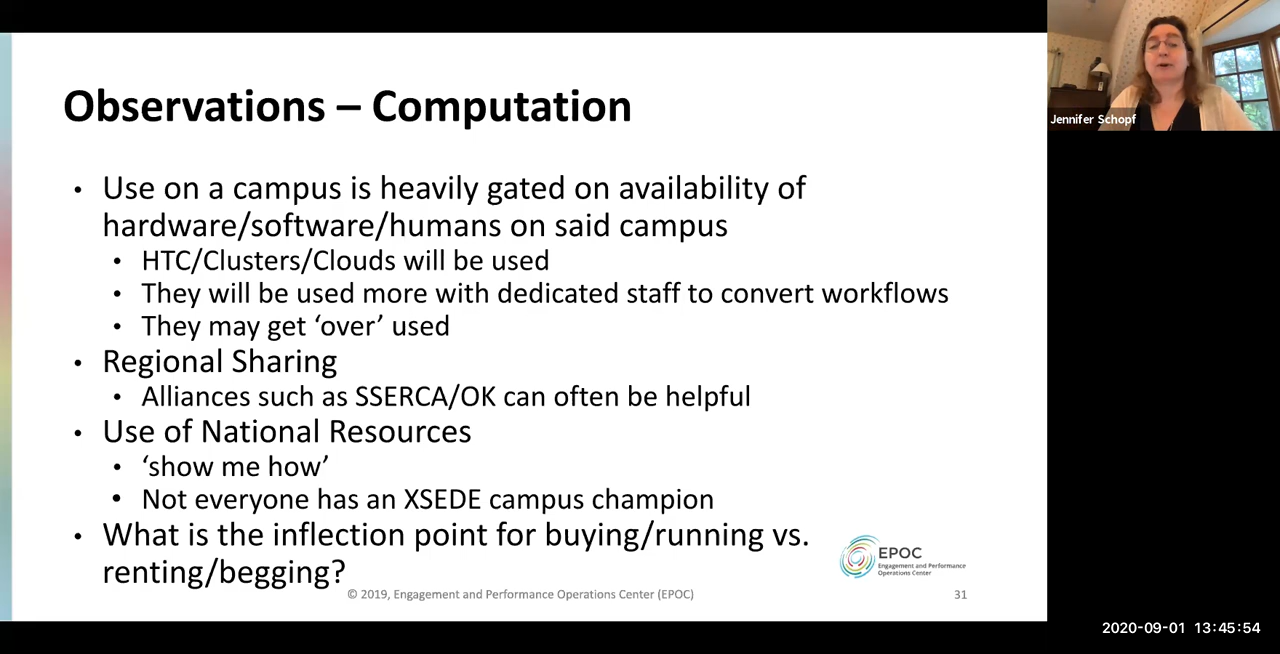 Observations – Computation
• Use on a campus is heavily gated on availability of
hardware/software/humans on said campus
• HTC/Clusters/Clouds will be used
• They will be used more with dedicated staff to convert workflows
• They may get ‘over’ used
• Regional Sharing
• Alliances such as SSERCA/OK can often be helpful
• Use of National Resources
• ‘show me how’
• Not everyone has an XSEDE campus champion
• What is the inflection point for buying/running vs.
renting/begging?
EPOC
Engagement and Performance
Operations Center
© 2019, Engagement and Performance Operations Center (EPOC)
31
Jennifer Schopf
2020-09-01 13:45:54